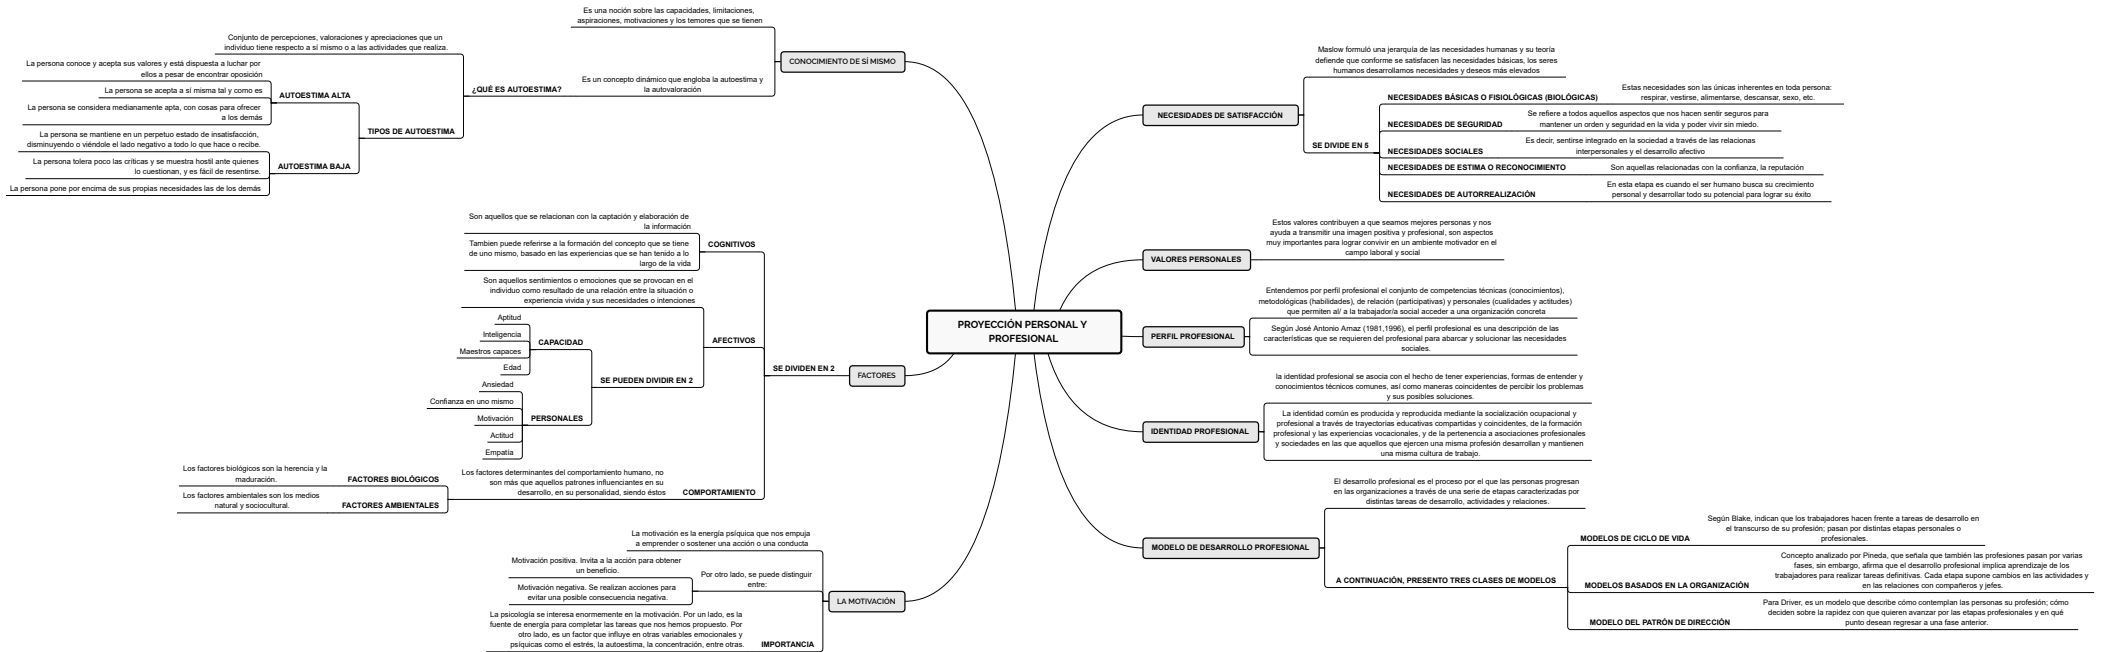 PROYECCIÓN PERSONAL Y
PROFESIONAL
CONOCIMIENTO DE SÍ MISMO
Es una noción sobre las capacidades, limitaciones,
aspiraciones, motivaciones y los temores que se tienen
Es un concepto dinámico que engloba la autoestima y
la autovaloración
¿QUÉ ES AUTOESTIMA?
Conjunto de percepciones, valoraciones y apreciaciones que un
individuo tiene respecto a sí mismo o a las actividades que realiza.
TIPOS DE AUTOESTIMA
AUTOESTIMA ALTA
La persona conoce y acepta sus valores y está dispuesta a luchar por
ellos a pesar de encontrar oposición
La persona se acepta a sí misma tal y como es
La persona se considera medianamente apta, con cosas para ofrecer
a los demás
AUTOESTIMA BAJA
La persona se mantiene en un perpetuo estado de insatisfacción,
disminuyendo o viéndole el lado negativo a todo lo que hace o recibe.
La persona tolera poco las críticas y se muestra hostil ante quienes
lo cuestionan, y es fácil de resentirse.
La persona pone por encima de sus propias necesidades las de los demás
FACTORES
SE DIVIDEN EN 2
COGNITIVOS
Son aquellos que se relacionan con la captación y elaboración de
la información
Tambien puede referirse a la formación del concepto que se tiene
de uno mismo, basado en las experiencias que se han tenido a lo
largo de la vida
AFECTIVOS
Son aquellos sentimientos o emociones que se provocan en el
individuo como resultado de una relación entre la situación o
experiencia vivida y sus necesidades o intenciones
SE PUEDEN DIVIDIR EN 2
CAPACIDAD
Aptitud
Inteligencia
Maestros capaces
Edad
PERSONALES
Ansiedad
Confianza en uno mismo
Motivación
Actitud
Empatía
COMPORTAMIENTO
Los factores determinantes del comportamiento humano, no
son más que aquellos patrones influenciantes en su
desarrollo, en su personalidad, siendo éstos
FACTORES BIOLÓGICOS
Los factores biológicos son la herencia y la
maduración.
FACTORES AMBIENTALES
Los factores ambientales son los medios
natural y sociocultural.
LA MOTIVACIÓN
La motivación es la energía psíquica que nos empuja
a emprender o sostener una acción o una conducta
Por otro lado, se puede distinguir
entre:
Motivación positiva. Invita a la acción para obtener
un beneficio.
Motivación negativa. Se realizan acciones para
evitar una posible consecuencia negativa.
IMPORTANCIA
La psicología se interesa enormemente en la motivación. Por un lado, es la
fuente de energía para completar las tareas que nos hemos propuesto. Por
otro lado, es un factor que influye en otras variables emocionales y
psíquicas como el estrés, la autoestima, la concentración, entre otras.
NECESIDADES DE SATISFACCIÓN
Maslow formuló una jerarquía de las necesidades humanas y su teoría
defiende que conforme se satisfacen las necesidades básicas, los seres
humanos desarrollamos necesidades y deseos más elevados
SE DIVIDE EN 5
NECESIDADES BÁSICAS O FISIOLÓGICAS (BIOLÓGICAS)
Estas necesidades son las únicas inherentes en toda persona:
respirar, vestirse, alimentarse, descansar, sexo, etc.
NECESIDADES DE SEGURIDAD
Se refiere a todos aquellos aspectos que nos hacen sentir seguros para
mantener un orden y seguridad en la vida y poder vivir sin miedo.
NECESIDADES SOCIALES
Es decir, sentirse integrado en la sociedad a través de las relacionas
interpersonales y el desarrollo afectivo
NECESIDADES DE ESTIMA O RECONOCIMIENTO
Son aquellas relacionadas con la confianza, la reputación
NECESIDADES DE AUTORREALIZACIÓN
En esta etapa es cuando el ser humano busca su crecimiento
personal y desarrollar todo su potencial para lograr su éxito
VALORES PERSONALES
Estos valores contribuyen a que seamos mejores personas y nos
ayuda a transmitir una imagen positiva y profesional, son aspectos
muy importantes para lograr convivir en un ambiente motivador en el
campo laboral y social
PERFIL PROFESIONAL
Entendemos por perfil profesional el conjunto de competencias técnicas (conocimientos),
metodológicas (habilidades), de relación (participativas) y personales (cualidades y actitudes)
que permiten al/ a la trabajador/a social acceder a una organización concreta
Según José Antonio Arnaz (1981,1996), el perfil profesional es una descripción de las
características que se requieren del profesional para abarcar y solucionar las necesidades
sociales.
IDENTIDAD PROFESIONAL
la identidad profesional se asocia con el hecho de tener experiencias, formas de entender y
conocimientos técnicos comunes, así como maneras coincidentes de percibir los problemas
y sus posibles soluciones.
La identidad común es producida y reproducida mediante la socialización ocupacional y
profesional a través de trayectorias educativas compartidas y coincidentes, de la formación
profesional y las experiencias vocacionales, y de la pertenencia a asociaciones profesionales
y sociedades en las que aquellos que ejercen una misma profesión desarrollan y mantienen
una misma cultura de trabajo.
MODELO DE DESARROLLO PROFESIONAL
El desarrollo profesional es el proceso por el que las personas progresan
en las organizaciones a través de una serie de etapas caracterizadas por
distintas tareas de desarrollo, actividades y relaciones.
A CONTINUACIÓN, PRESENTO TRES CLASES DE MODELOS
MODELOS DE CICLO DE VIDA
Según Blake, indican que los trabajadores hacen frente a tareas de desarrollo en
el transcurso de su profesión; pasan por distintas etapas personales o
profesionales.
MODELOS BASADOS EN LA ORGANIZACIÓN
Concepto analizado por Pineda, que señala que también las profesiones pasan por varias
fases, sin embargo, afirma que el desarrollo profesional implica aprendizaje de los
trabajadores para realizar tareas definitivas. Cada etapa supone cambios en las actividades y
en las relaciones con compañeros y jefes.
MODELO DEL PATRÓN DE DIRECCIÓN
Para Driver, es un modelo que describe cómo contemplan las personas su profesión; cómo
deciden sobre la rapidez con que quieren avanzar por las etapas profesionales y en qué
punto desean regresar a una fase anterior.